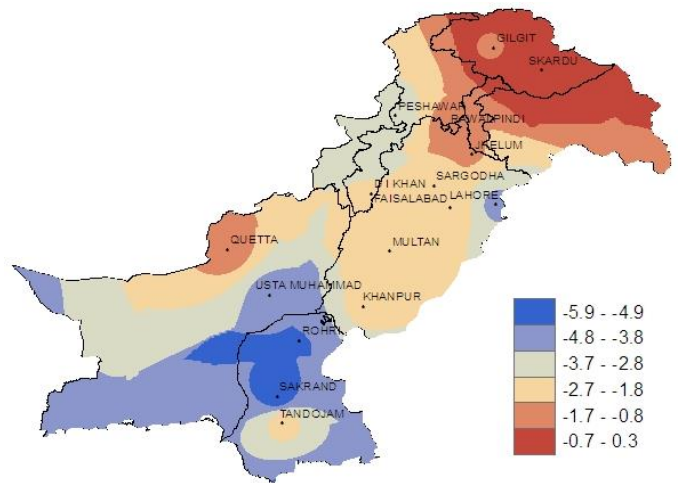 GILGIT
SKARDU
PESHAWAR
RAWALPINDI
JHELUM
SARGODHA
D I KHAN
FAISALABAD
LAHORE
QUETTA
MULTAN
USTA MUHAMMAD
KHANPUR
ROHRI
SAKRAND
TANDOJAM
-5.9 - -4.9
-4.8 - -3.8
-3.7 - -2.8
-2.7 - -1.8
-1.7 - -0.8
-0.7 - 0.3